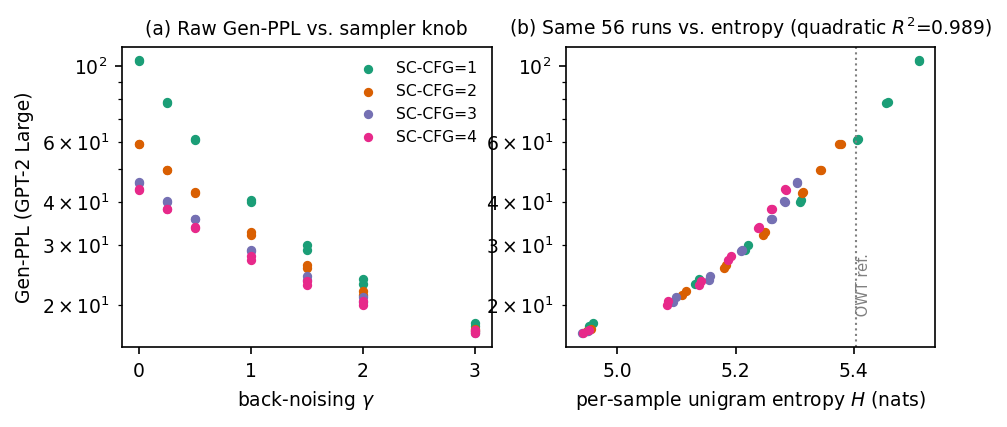 (a) Raw Gen-PPL vs. sampler knob
Gen-PPL (GPT-2 Large)
10²
6×10¹
4×10¹
3×10¹
2×10¹
SC-CFG=1
SC-CFG=2
SC-CFG=3
SC-CFG=4
0 1 2 3
back-noising γ
(b) Same 56 runs vs. entropy (quadratic R²=0.989)
10²
6×10¹
4×10¹
3×10¹
2×10¹
OWT ref.
5.0 5.2 5.4
per-sample unigram entropy H (nats)